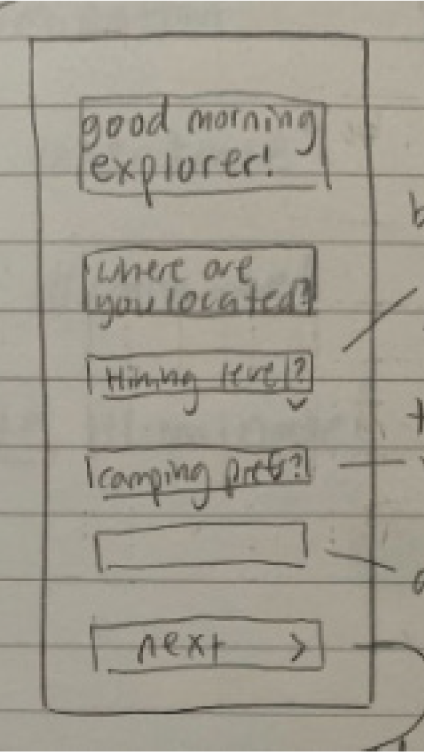 good morning
explorer!
where are
you located?
Hiking level?
camping pref?
next >